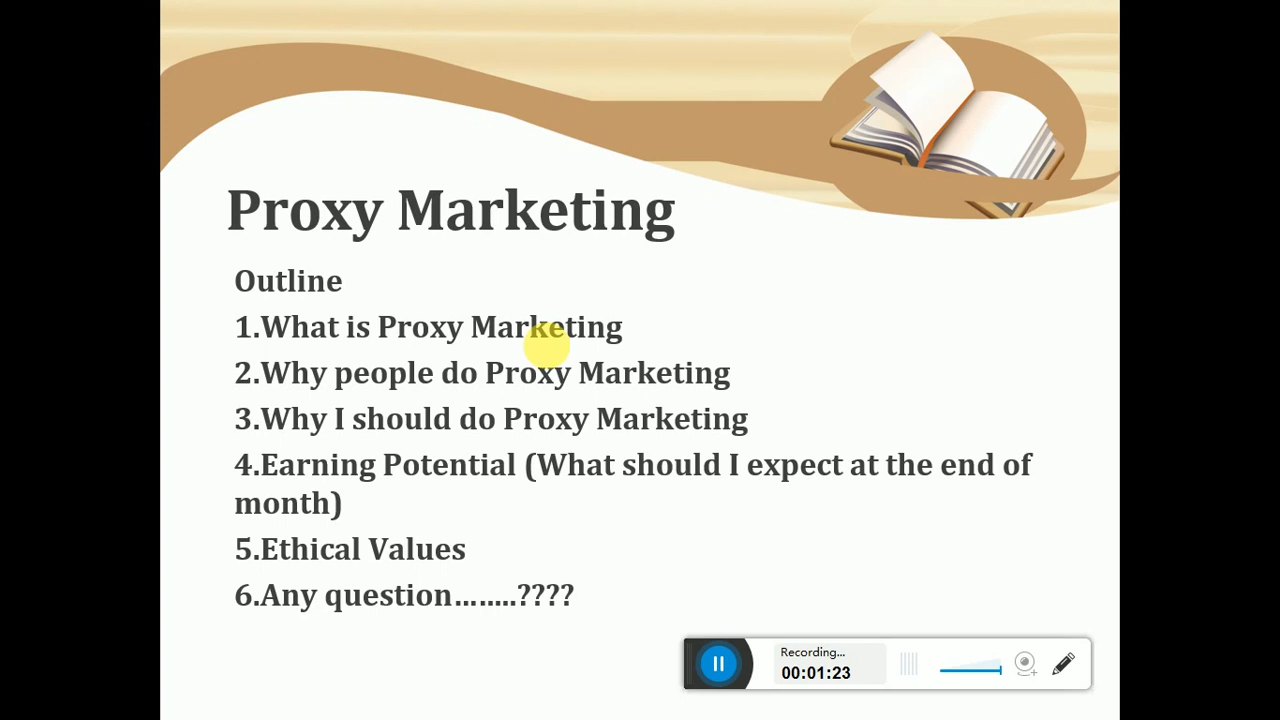 Proxy Marketing
Outline
1.What is Proxy Marketing
2.Why people do Proxy Marketing
3.Why I should do Proxy Marketing
4.Earning Potential (What should I expect at the end of
month)
5.Ethical Values
6.Any question........????
Recording...
00:01:23